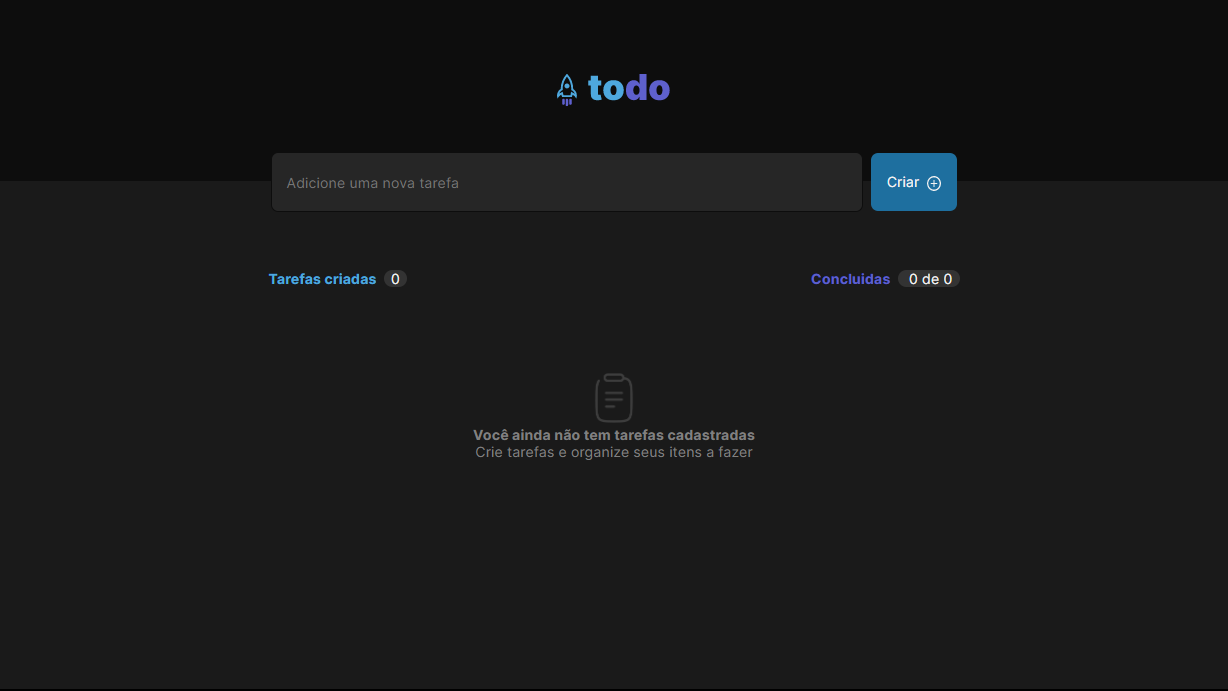 todo
Adicione uma nova tarefa
Criar
Tarefas criadas 0
Concluidas 0 de 0
Você ainda não tem tarefas cadastradas
Crie tarefas e organize seus itens a fazer